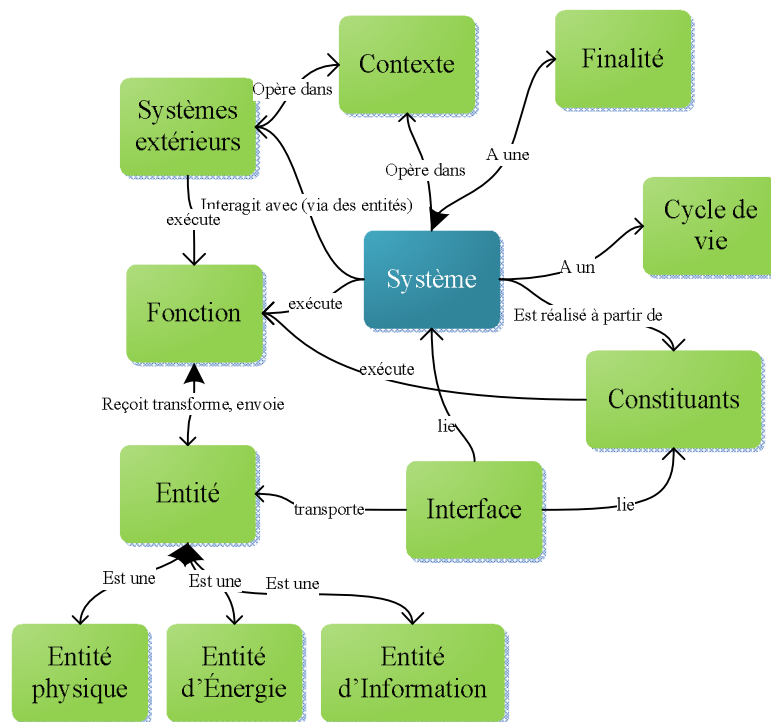 Contexte
Finalité
Systèmes
extérieurs
Opère dans
A une
Opère dans
Interagit avec (via des entités)
exécute
Cycle de
vie
Système
A un
Fonction
exécute
Est réalisé à partir de
exécute
Constituants
Reçoit transforme, envoie
lie
Entité
transporte
Interface
lie
Est une
Est une
Est une
Entité
physique
Entité
d'Énergie
Entité
d'Information